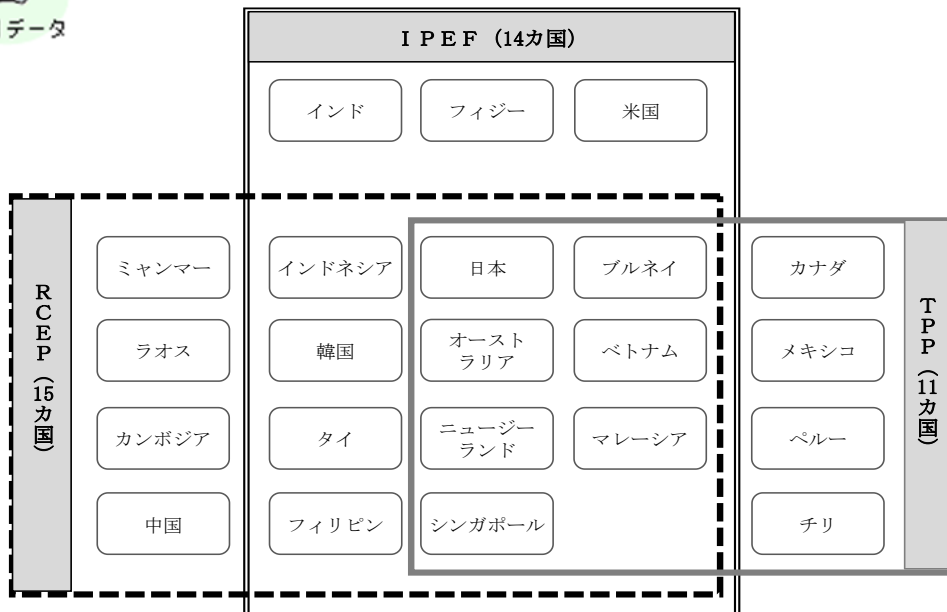 データ
ＩＰＥＦ（14カ国）
インド
フィジー
米国
ＲＣＥＰ（15カ国）
ミャンマー
インドネシア
日本
ブルネイ
カナダ
ＴＰＰ（11カ国）
ラオス
韓国
オースト
ラリア
ベトナム
メキシコ
カンボジア
タイ
ニュージー
ランド
マレーシア
ペルー
中国
フィリピン
シンガポール
チリ